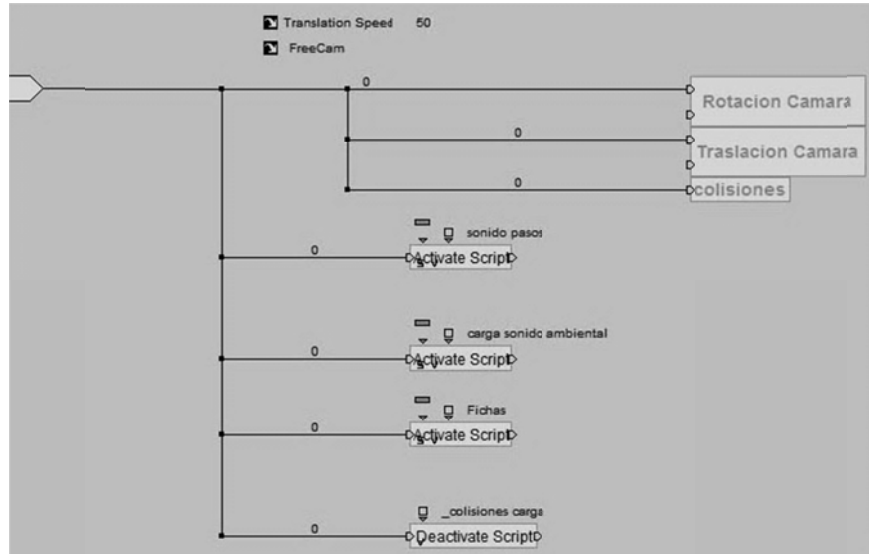 Translation Speed 50
FreeCam
0
Rotacion Camara
0
Traslacion Camara
0
colisiones
sonido pasos
0
Activate Script
carga sonido ambiental
0
Activate Script
Fichas
0
Activate Script
_colisiones carga
0
Deactivate Script